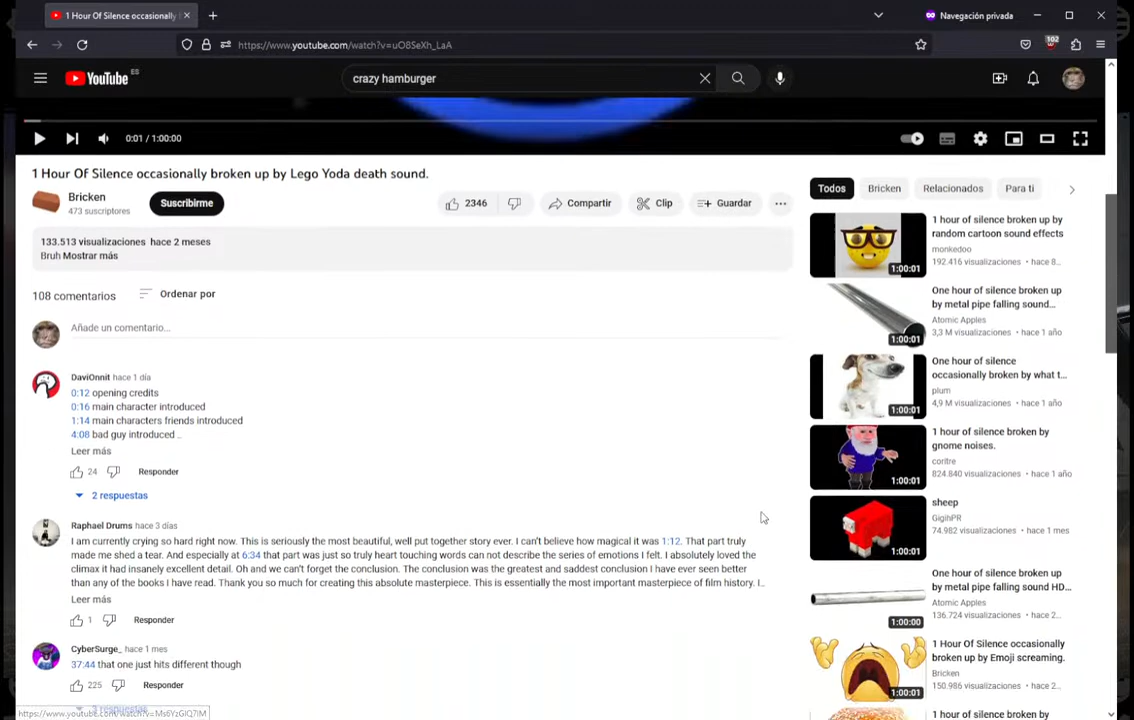 1 Hour Of Silence occasionally
Navegación privada
https://www.youtube.com/watch?v=uO8SeXh_LaA
102
YouTube ES
crazy hamburger
0:01 / 1:00:00
1 Hour Of Silence occasionally broken up by Lego Yoda death sound.
Bricken
473 suscriptores
Suscribirme
2346
Compartir
Clip
Guardar
133.513 visualizaciones hace 2 meses
Bruh Mostrar más
108 comentarios
Ordenar por
Añade un comentario...
DaviOnnit hace 1 día
0:12 opening credits
0:16 main character introduced
1:14 main characters friends introduced
4:08 bad guy introduced ..
Leer más
24
Responder
2 respuestas
Raphael Drums hace 3 días
I am currently crying so hard right now. This is seriously the most beautiful, well put together story ever. I can't believe how magical it was 1:12. That part truly
made me shed a tear. And especially at 6:34 that part was just so truly heart touching words can not describe the series of emotions I felt. I absolutely loved the
climax it had insanely excellent detail. Oh and we can't forget the conclusion. The conclusion was the greatest and saddest conclusion I have ever seen better
than any of the books I have read. Thank you so much for creating this absolute masterpiece. This is essentially the most important masterpiece of film history. I..
Leer más
1
Responder
CyberSurge_ hace 1 mes
37:44 that one just hits different though
225
Responder
3 respuestas
https://www.youtube.com/watch?v=Ms6YzGIQ7IM
Todos
Bricken
Relacionados
Para ti
1 hour of silence broken up by
random cartoon sound effects
monkedoo
192.416 visualizaciones • hace 8...
1:00:01
One hour of silence broken up
by metal pipe falling sound...
Atomic Apples
3,3 M visualizaciones • hace 1 año
1:00:01
One hour of silence
occasionally broken by what t...
plum
4,9 M visualizaciones • hace 1 año
1:00:01
1 hour of silence broken by
gnome noises.
coritre
824.840 visualizaciones • hace 1 año
1:00:01
sheep
GigihPR
74.982 visualizaciones • hace 1 mes
1:00:01
One hour of silence broken up
by metal pipe falling sound HD...
Atomic Apples
136.724 visualizaciones • hace 2...
1:00:00
1 Hour Of Silence occasionally
broken up by Emoji screaming.
Bricken
150.986 visualizaciones • hace 2...
1:00:01
1 hour of silence broken by